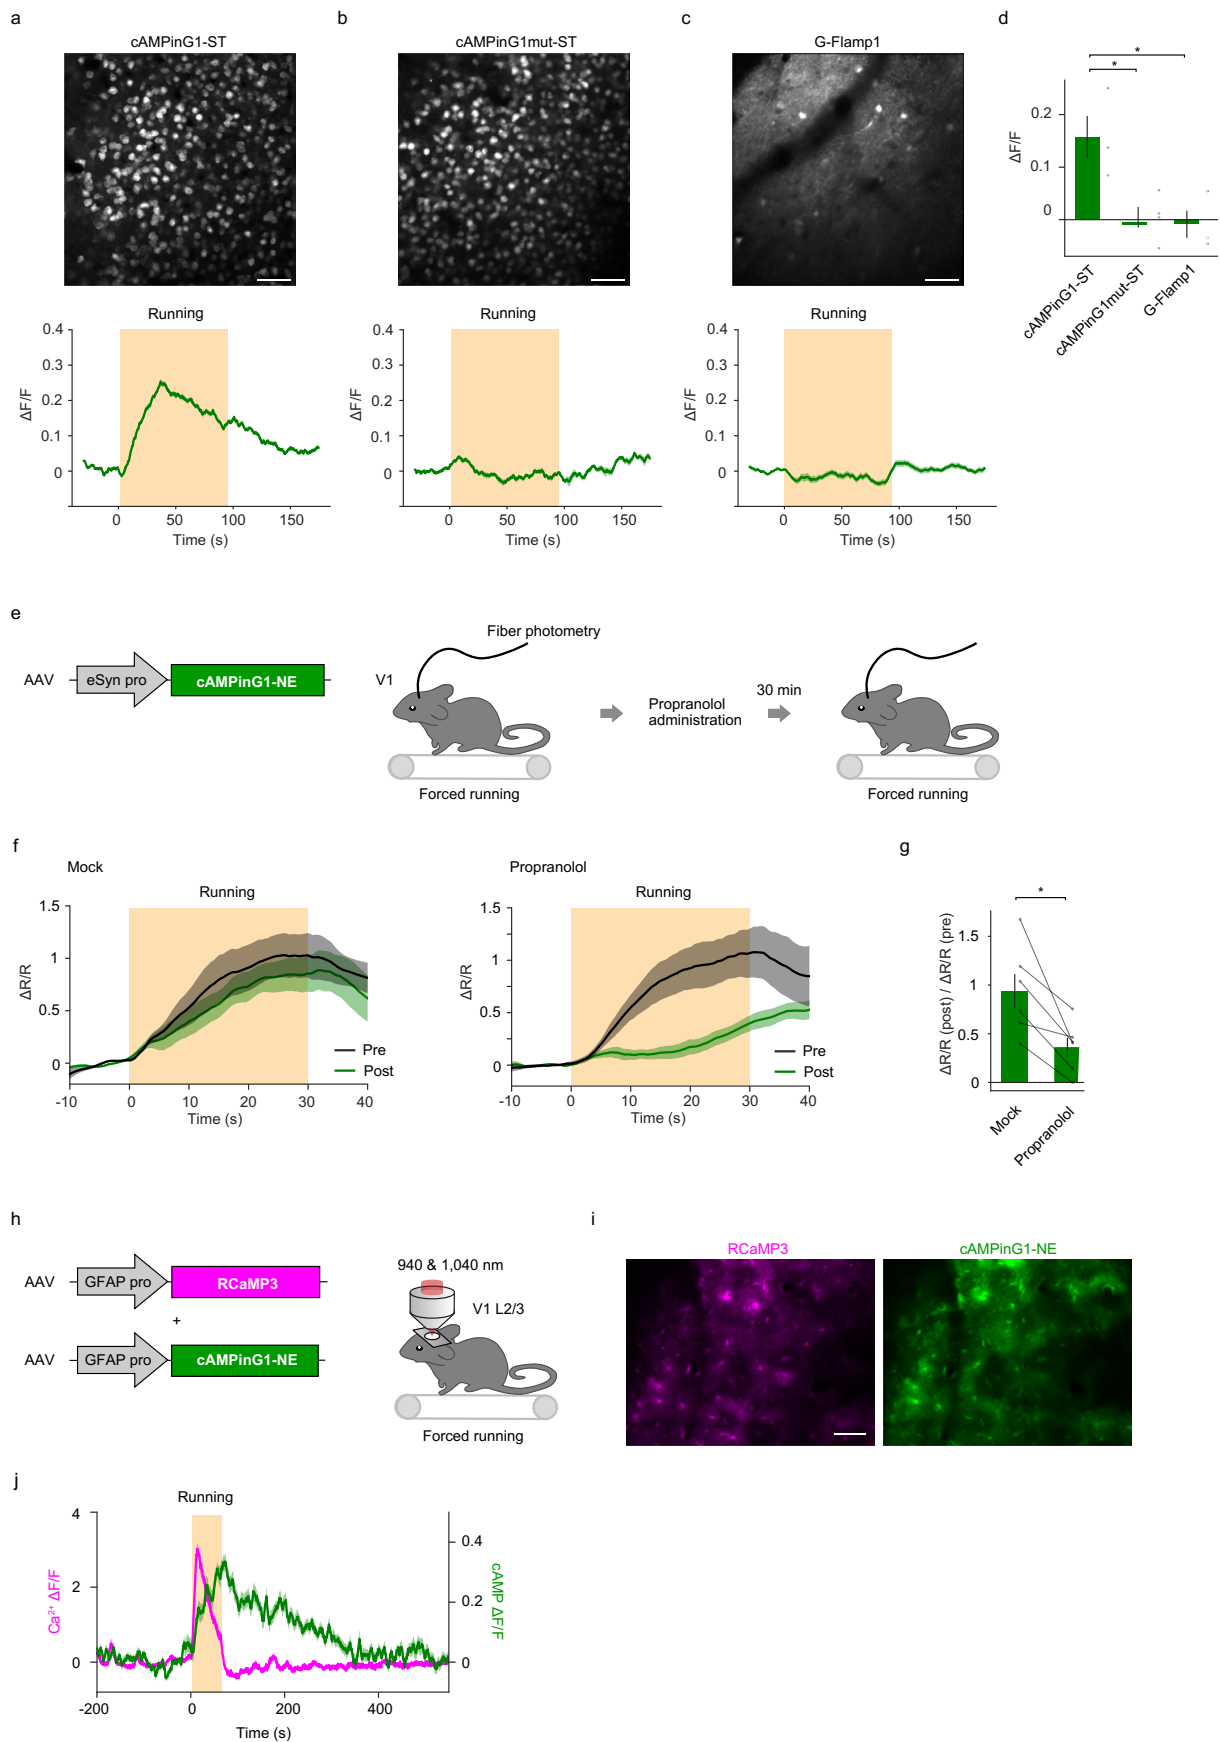 a
cAMPinG1-ST
b
cAMPinG1mut-ST
c
G-Flamp1
d
*
*
ΔF/F
0.2
0.1
0
cAMPinG1-ST
cAMPinG1mut-ST
G-Flamp1
Running
ΔF/F
0.4
0.3
0.2
0.1
0
0 50 100 150
Time (s)
Running
ΔF/F
0.4
0.3
0.2
0.1
0
0 50 100 150
Time (s)
Running
ΔF/F
0.4
0.3
0.2
0.1
0
0 50 100 150
Time (s)
e
AAV
eSyn pro
cAMPinG1-NE
V1
Fiber photometry
Forced running
Propranolol
administration
30 min
Forced running
f
Mock
Running
ΔR/R
1.5
1
0.5
0
Pre
Post
-10 0 10 20 30 40
Time (s)
Propranolol
Running
ΔR/R
1.5
1
0.5
0
Pre
Post
-10 0 10 20 30 40
Time (s)
g
*
ΔR/R (post) / ΔR/R (pre)
1.5
1
0.5
0
Mock
Propranolol
h
AAV
GFAP pro
RCaMP3
+
AAV
GFAP pro
cAMPinG1-NE
940 & 1,040 nm
V1 L2/3
Forced running
i
RCaMP3
cAMPinG1-NE
j
Running
Ca²⁺ ΔF/F
4
2
0
0.4
0.2
0
cAMP ΔF/F
-200 0 200 400
Time (s)